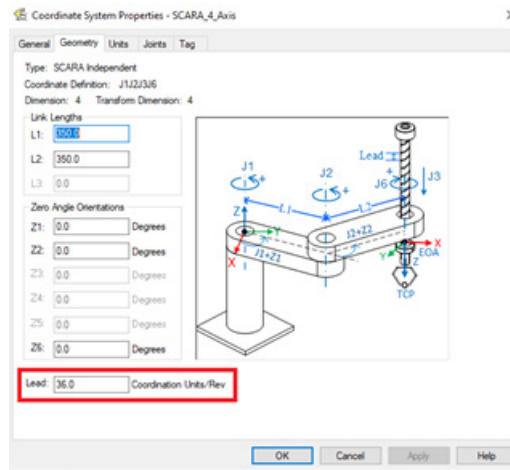 Coordinate System Properties - SCARA_4_Axis
General Geometry Units Joints Tag
Type: SCARA Independent
Coordinate Definition: J1J2J3J6
Dimension: 4 Transform Dimension: 4
Link Lengths
L1: 350.0
L2: 350.0
L3: 0.0
Zero Angle Orientations
Z1: 0.0 Degrees
Z2: 0.0 Degrees
Z3: 0.0 Degrees
Z4: 0.0 Degrees
Z5: 0.0 Degrees
Z6: 0.0 Degrees
Lead: 36.0 Coordination Units/Rev
Lead
J1
J2
J6
J3
+
+
+
L1
L2
Z
Y
X
J1+Z1
J2+Z2
X
Y
EOA
Z
TCP
OK Cancel Apply Help